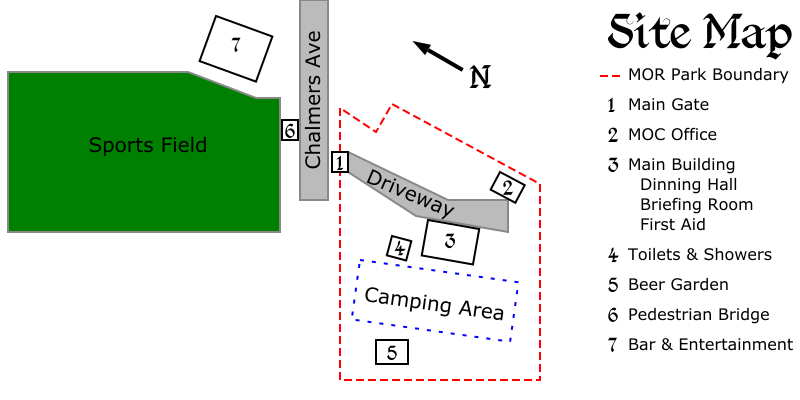 Site Map
MOR Park Boundary
1 Main Gate
2 MOC Office
3 Main Building
Dinning Hall
Briefing Room
First Aid
4 Toilets & Showers
5 Beer Garden
6 Pedestrian Bridge
7 Bar & Entertainment
7
Chalmers Ave
N
Sports Field
6
1
Driveway
2
3
4
Camping Area
5